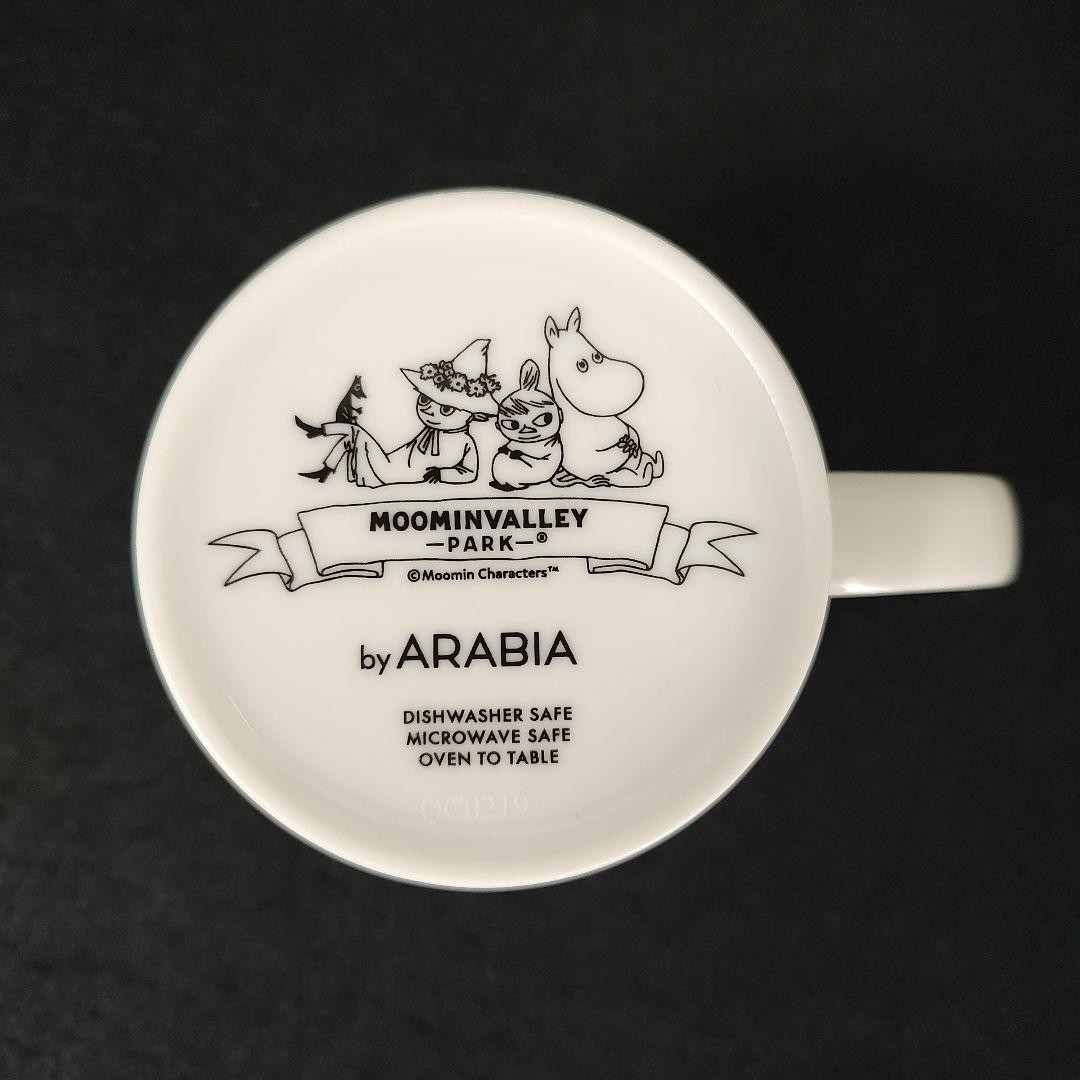 MOOMINVALLEY
—PARK—®
©Moomin Characters™
by ARABIA
DISHWASHER SAFE
MICROWAVE SAFE
OVEN TO TABLE
QC0219